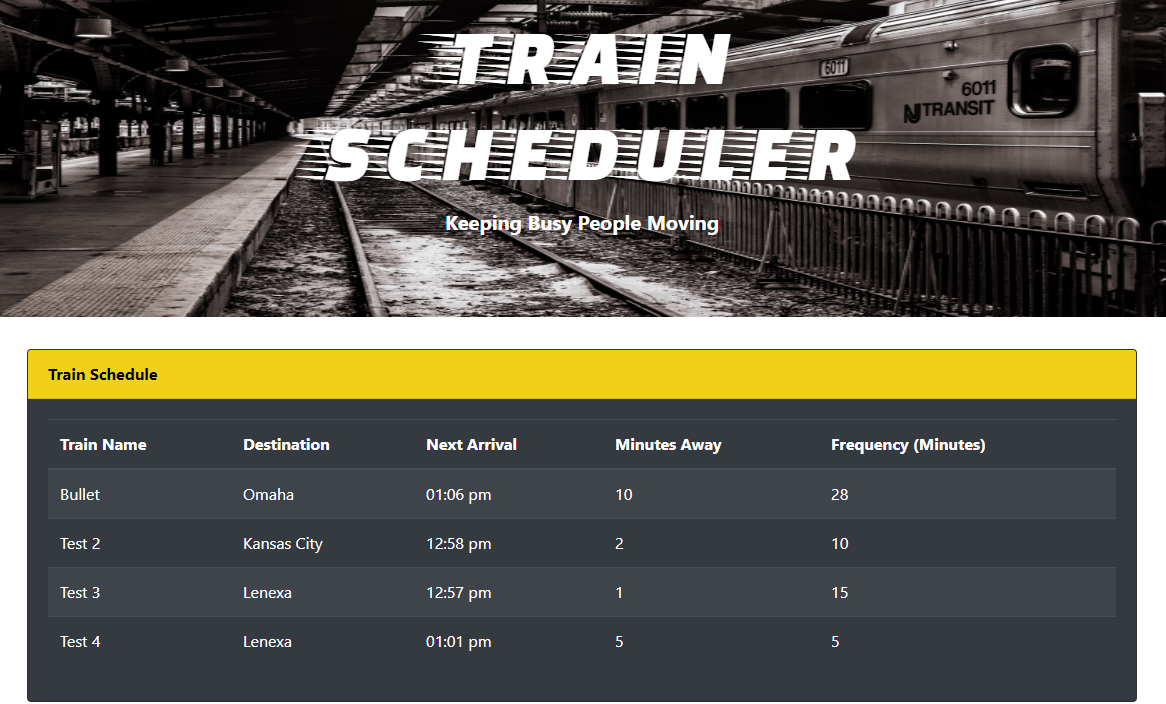 TRAIN
SCHEDULER
Keeping Busy People Moving
6011
6011
NJ TRANSIT
Train Schedule
Train Name Destination Next Arrival Minutes Away Frequency (Minutes)
Bullet Omaha 01:06 pm 10 28
Test 2 Kansas City 12:58 pm 2 10
Test 3 Lenexa 12:57 pm 1 15
Test 4 Lenexa 01:01 pm 5 5